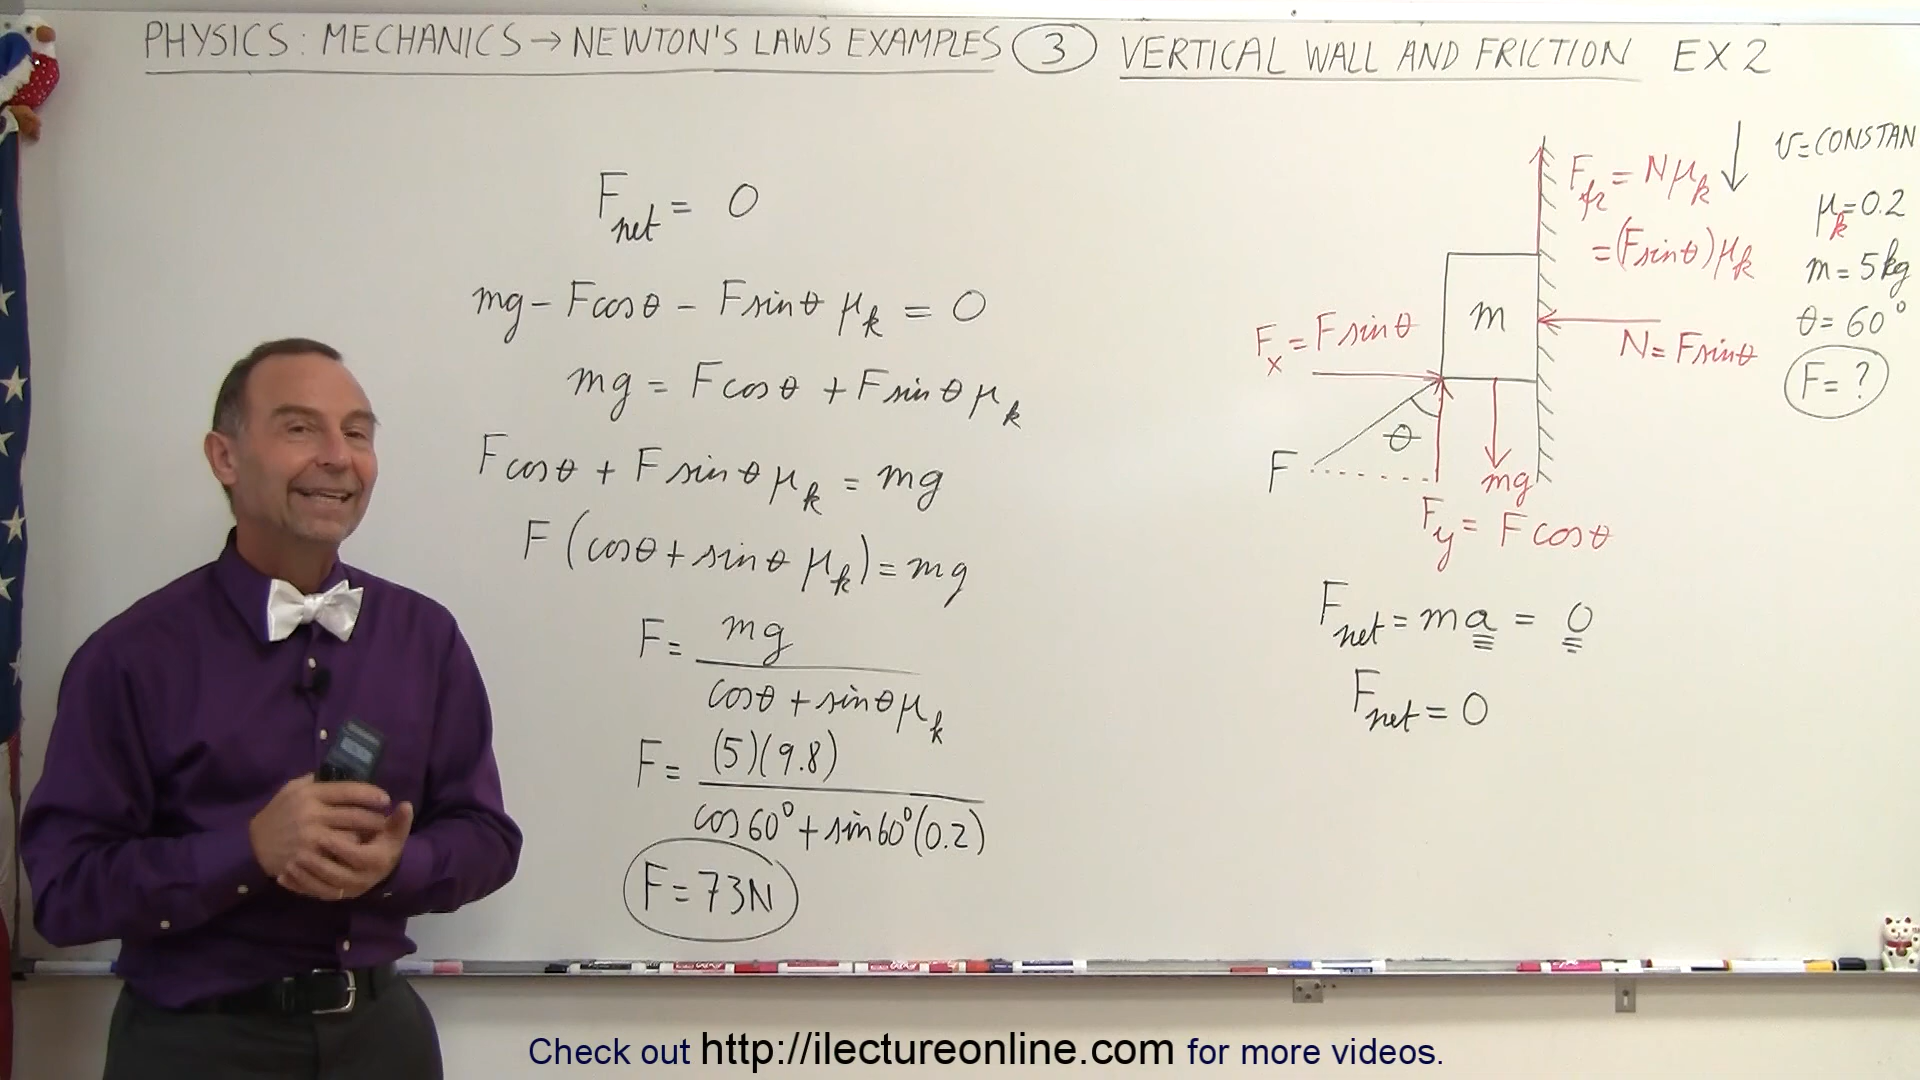 PHYSICS: MECHANICS → NEWTON'S LAWS EXAMPLES 3 VERTICAL WALL AND FRICTION EX 2
F_net = 0
mg - Fcosθ - Fsinθ μ_k = 0
mg = Fcosθ + Fsinθ μ_k
Fcosθ + Fsinθ μ_k = mg
F(cosθ + sinθ μ_k) = mg
F = mg / cosθ + sinθ μ_k
F = (5)(9.8) / cos60° + sin60°(0.2)
F = 73N
F_fr = Nμ_k
= (Fsinθ)μ_k
v = CONSTAN
μ_k = 0.2
m = 5kg
θ = 60°
F = ?
m
F_x = Fsinθ
N = Fsinθ
θ
F
mg
F_y = Fcosθ
F_net = ma = 0
F_net = 0
Check out http://ilectureonline.com for more videos.